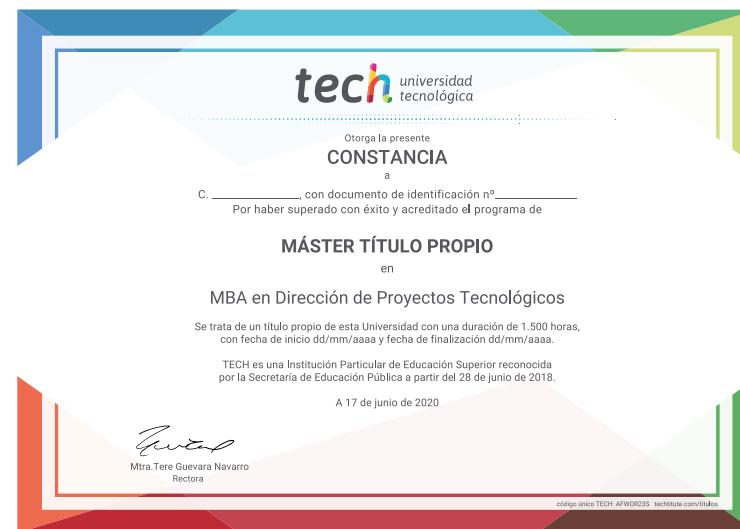 tech universidad
tecnológica
Otorga la presente
CONSTANCIA
a
C. ______________, con documento de identificación nº_____________
Por haber superado con éxito y acreditado el programa de
MÁSTER TÍTULO PROPIO
en
MBA en Dirección de Proyectos Tecnológicos
Se trata de un título propio de esta Universidad con una duración de 1.500 horas,
con fecha de inicio dd/mm/aaaa y fecha de finalización dd/mm/aaaa.
TECH es una Institución Particular de Educación Superior reconocida
por la Secretaría de Educación Pública a partir del 28 de junio de 2018.
A 17 de junio de 2020
Mtra.Tere Guevara Navarro
Rectora
código único TECH: AFWOR23S techtitute.com/titulos